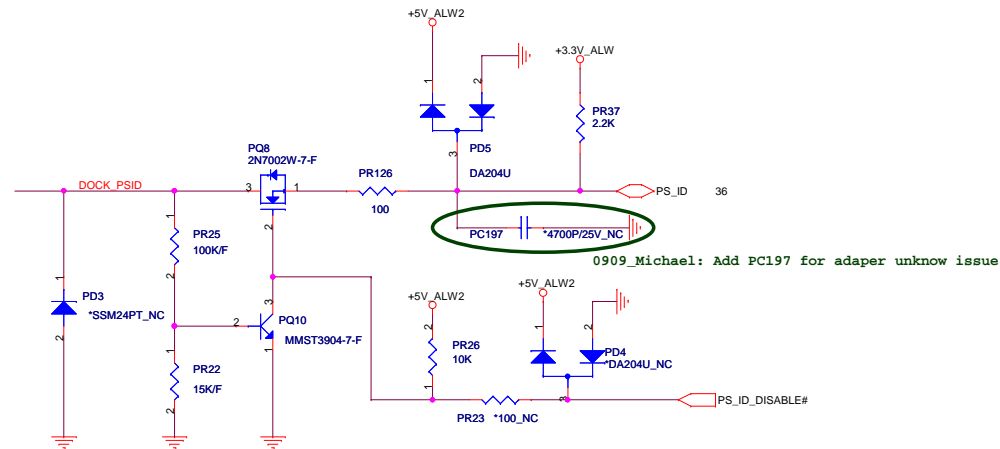 +5V_ALW2
+3.3V_ALW
1
2
PR37
2.2K
PD5
DA204U
3
PQ8
2N7002W-7-F
DOCK_PSID
3
1
PR126
100
PS_ID
36
1
2
PR25
100K/F
2
PC197
*4700P/25V_NC
0909_Michael: Add PC197 for adaper unknow issue
+5V_ALW2
+5V_ALW2
1
PD3
*SSM24PT_NC
2
3
2
PQ10
MMST3904-7-F
1
2
PR26
10K
1
1
2
PD4
*DA204U_NC
3
1
PR22
15K/F
2
PR23
*100_NC
PS_ID_DISABLE#